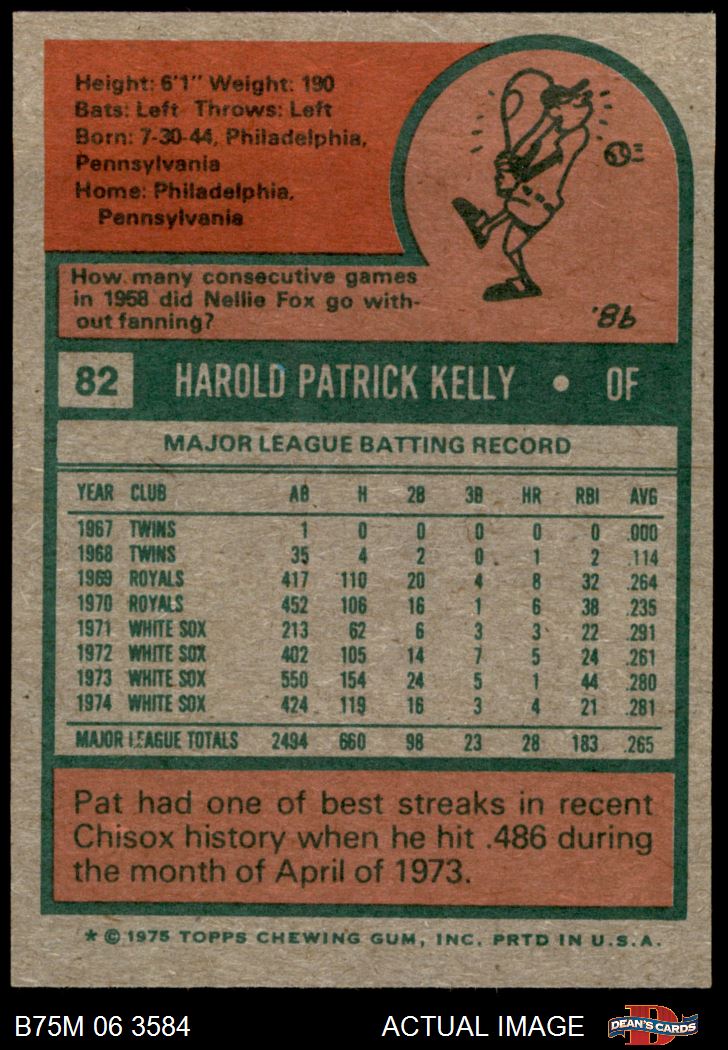 Height: 6'1" Weight: 190
Bats: Left Throws: Left
Born: 7-30-44, Philadelphia,
Pennsylvania
Home: Philadelphia,
Pennsylvania
How many consecutive games
in 1958 did Nellie Fox go with-
out fanning?
98.
82 HAROLD PATRICK KELLY • OF
MAJOR LEAGUE BATTING RECORD
YEAR CLUB AB H 2B 3B HR RBI AVG
1967 TWINS 1 0 0 0 0 0 .000
1968 TWINS 35 4 2 0 1 2 .114
1969 ROYALS 417 110 20 4 8 32 .264
1970 ROYALS 452 106 16 1 6 38 .235
1971 WHITE SOX 213 62 6 3 3 22 .291
1972 WHITE SOX 402 105 14 7 5 24 .261
1973 WHITE SOX 550 154 24 5 1 44 .280
1974 WHITE SOX 424 119 16 3 4 21 .281
MAJOR LEAGUE TOTALS 2494 660 98 23 28 183 .265
Pat had one of best streaks in recent
Chisox history when he hit .486 during
the month of April of 1973.
* © 1975 TOPPS CHEWING GUM, INC. PRTD IN U.S.A.
B75M 06 3584 ACTUAL IMAGE D DEAN'S CARDS